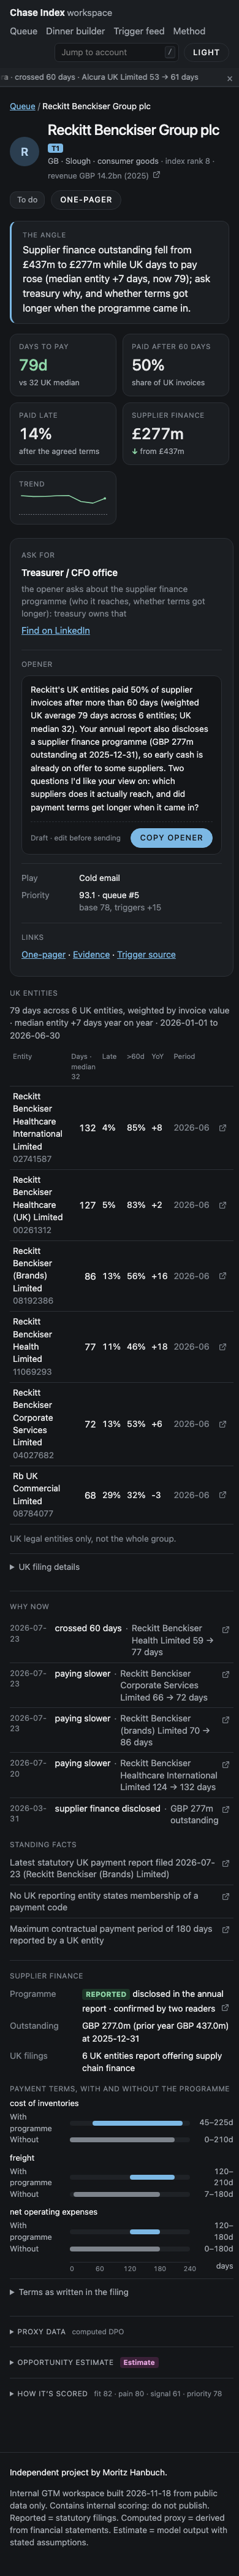 Chase Index workspace
Queue Dinner builder Trigger feed Method
Jump to account / LIGHT
ra · crossed 60 days · Alcura UK Limited 53 → 61 days ×
Queue / Reckitt Benckiser Group plc
R
Reckitt Benckiser Group plc
T1
GB · Slough · consumer goods · index rank 8 ·
revenue GBP 14.2bn (2025)
To do ONE-PAGER
THE ANGLE
Supplier finance outstanding fell from
£437m to £277m while UK days to pay
rose (median entity +7 days, now 79); ask
treasury why, and whether terms got
longer when the programme came in.
DAYS TO PAY
79d
vs 32 UK median
PAID AFTER 60 DAYS
50%
share of UK invoices
PAID LATE
14%
after the agreed terms
SUPPLIER FINANCE
£277m
↓ from £437m
TREND
ASK FOR
Treasurer / CFO office
the opener asks about the supplier finance
programme (who it reaches, whether terms got
longer): treasury owns that
Find on LinkedIn
OPENER
Reckitt's UK entities paid 50% of supplier
invoices after more than 60 days (weighted
UK average 79 days across 6 entities; UK
median 32). Your annual report also discloses
a supplier finance programme (GBP 277m
outstanding at 2025-12-31), so early cash is
already on offer to some suppliers. Two
questions I'd like your view on: which
suppliers does it actually reach, and did
payment terms get longer when it came in?
Draft · edit before sending COPY OPENER
Play Cold email
Priority 93.1 · queue #5
base 78, triggers +15
LINKS
One-pager · Evidence · Trigger source
UK ENTITIES
79 days across 6 UK entities, weighted by invoice value
· median entity +7 days year on year · 2026-01-01 to
2026-06-30
Entity Days · median 32 Late >60d YoY Period
Reckitt Benckiser Healthcare International Limited 02741587 132 4% 85% +8 2026-06
Reckitt Benckiser Healthcare (UK) Limited 00261312 127 5% 83% +2 2026-06
Reckitt Benckiser (Brands) Limited 08192386 86 13% 56% +16 2026-06
Reckitt Benckiser Health Limited 11069293 77 11% 46% +18 2026-06
Reckitt Benckiser Corporate Services Limited 04027682 72 13% 53% +6 2026-06
Rb UK Commercial Limited 08784077 68 29% 32% -3 2026-06
UK legal entities only, not the whole group.
▶ UK filing details
WHY NOW
2026-07-23 crossed 60 days · Reckitt Benckiser Health Limited 59 → 77 days
2026-07-23 paying slower · Reckitt Benckiser Corporate Services Limited 66 → 72 days
2026-07-23 paying slower · Reckitt Benckiser (brands) Limited 70 → 86 days
2026-07-20 paying slower · Reckitt Benckiser Healthcare International Limited 124 → 132 days
2026-03-31 supplier finance disclosed · GBP 277m outstanding
STANDING FACTS
Latest statutory UK payment report filed 2026-07-
23 (Reckitt Benckiser (Brands) Limited)
No UK reporting entity states membership of a
payment code
Maximum contractual payment period of 180 days
reported by a UK entity
SUPPLIER FINANCE
Programme REPORTED disclosed in the annual
report · confirmed by two readers
Outstanding GBP 277.0m (prior year GBP 437.0m)
at 2025-12-31
UK filings 6 UK entities report offering supply
chain finance
PAYMENT TERMS, WITH AND WITHOUT THE PROGRAMME
cost of inventories
With programme 45–225d
Without 0–210d
freight
With programme 120–210d
Without 7–180d
net operating expenses
With programme 120–180d
Without 0–180d
0 60 120 180 240 days
▶ Terms as written in the filing
▶ PROXY DATA computed DPO
▶ OPPORTUNITY ESTIMATE Estimate
▶ HOW IT'S SCORED fit 82 · pain 80 · signal 61 · priority 78
Independent project by Moritz Hanbuch.
Internal GTM workspace built 2026-11-18 from public
data only. Contains internal scoring: do not publish.
Reported = statutory filings. Computed proxy = derived
from financial statements. Estimate = model output with
stated assumptions.